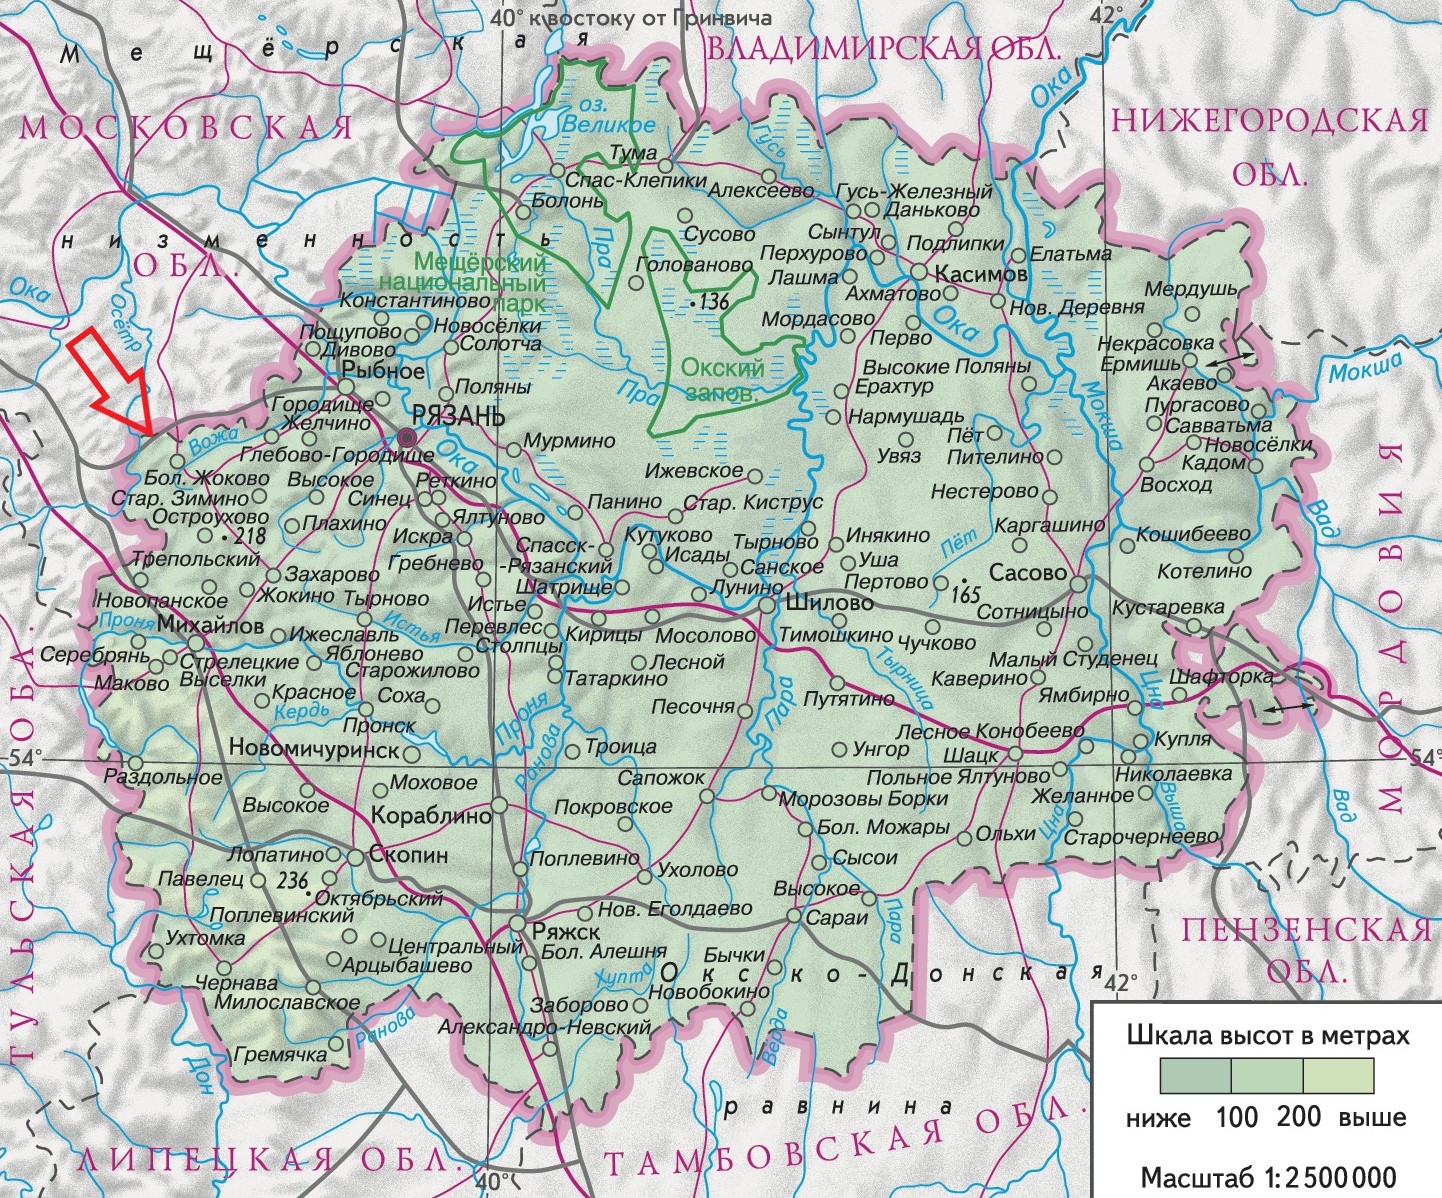 40° к востоку от Гринвича
42°
Мещёрская
ВЛАДИМИРСКАЯ ОБЛ.
Ока
оз.
Великое
МОСКОВСКАЯ
НИЖЕГОРОДСКАЯ
ОБЛ.
Гусь
Тума
Спас-Клепики
Алексеево
Гусь-Железный
Болонь
Даньково
Сусово
Сынтул
Подлипки
низменность
Пра
Перхурово
Елатьма
ОБЛ.
Мещёрский
национальный
парк
Голованово
Лашма
Касимов
Ока
Осётр
Константиново
136
Ахматово
Нов. Деревня
Мердушь
Пощупово
Новосёлки
Мордасово
Ока
Дивово
Солотча
Перво
Некрасовка
Рыбное
Окский
запов.
Высокие Поляны
Ермишь
Мокша
Поляны
Пра
Ерахтур
Акаево
Городище
РЯЗАНЬ
Нармушадь
Мокша
Пургасово
Желчино
Савватьма
Вожа
Мурмино
Пёт
Новосёлки
Глебово-Городище
Ока
Увяз
Пителино
Кадом
Бол. Жоково
Высокое
Реткино
Ижевское
Восход
Стар. Зимино
Синец
Панино
Стар. Киструс
Нестерово
Вад
Остроухово
Плахино
Ялтуново
218
Искра
Кутуково
Тырново
Инякино
Каргашино
Кошибеево
Трепольский
Гребнево
Спасск-
-Рязанский
Исады
Санское
Уша
Пёт
Котелино
Захарово
Шатрище
Лунино
Пертово
165
Сасово
Новопанское
Жокино
Тырново
Истье
Шилово
Сотницыно
Кустаревка
МОРДОВИЯ
Проня
Михайлов
Ижеславль
Истья
Перевлес
Кирицы
Мосолово
Тимошкино
Чучково
Серебрянь
Стрелецкие
Выселки
Яблонево
Столпцы
Лесной
Тырница
Малый Студенец
Маково
Старожилово
Татаркино
Каверино
Шафторка
Красное
Соха
Песочня
Пара
Путятино
Ямбирно
Цна
Кердь
Пронск
Проня
Лесное Конобеево
Новомичуринск
Троица
Унгор
Шацк
Купля
54°
54°
Раздольное
Ранова
Сапожок
Польное Ялтуново
Николаевка
Моховое
Морозовы Борки
Желанное
Вад
Высокое
Кораблино
Покровское
Выша
ТУЛЬСКАЯ ОБЛ.
Бол. Можары
Ольхи
Цна
Старочернеево
Лопатино
Скопин
Поплевино
Сысои
Павелец
236
Ухолово
Октябрьский
Высокое
Поплевинский
Нов. Еголдаево
Сараи
Пара
ПЕНЗЕНСКАЯ
ОБЛ.
Ухтомка
Центральный
Ряжск
Бол. Алешня
Арцыбашево
Бычки
Окско-Донская
Чернава
Хупта
42°
Милославское
Заборово
Новобокино
Ранова
Александро-Невский
Вёрда
Гремячка
Дон
равнина
ЛИПЕЦКАЯ ОБЛ.
40°
ТАМБОВСКАЯ ОБЛ.
Шкала высот в метрах
ниже 100 200 выше
Масштаб 1:2 500 000